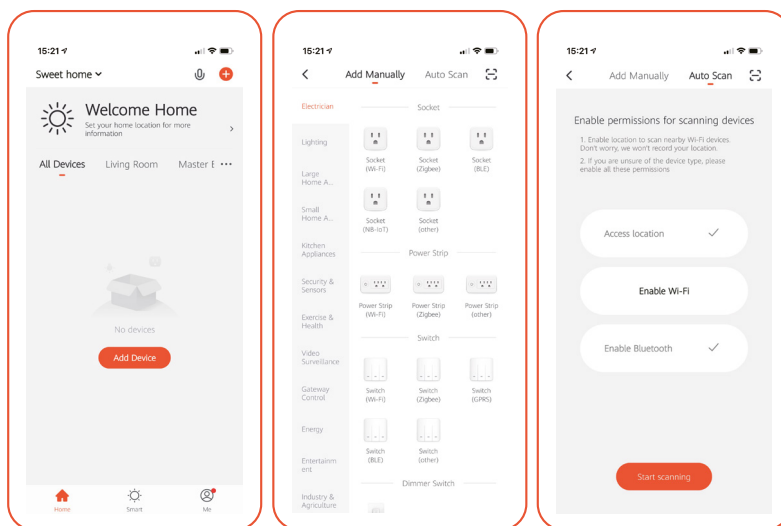 15:21
Sweet home
Welcome Home
Set your home location for more
information
All Devices
Living Room
Master E
No devices
Add Device
Home
Smart
Me
15:21
Add Manually
Auto Scan
Electrician
Lighting
Large
Home A...
Small
Home A...
Kitchen
Appliances
Security &
Sensors
Exercise &
Health
Video
Surveillance
Gateway
Control
Energy
Entertainm
ent
Industry &
Agriculture
Socket
Socket
(Wi-Fi)
Socket
(Zigbee)
Socket
(BLE)
Socket
(NB-IoT)
Socket
(other)
Power Strip
Power Strip
(Wi-Fi)
Power Strip
(Zigbee)
Power Strip
(other)
Switch
Switch
(Wi-Fi)
Switch
(Zigbee)
Switch
(GPRS)
Switch
(BLE)
Switch
(other)
Dimmer Switch
15:21
Add Manually
Auto Scan
Enable permissions for scanning devices
1. Enable location to scan nearby Wi-Fi devices.
Don't worry, we won't record your location.
2. If you are unsure of the device type, please
enable all these permissions
Access location
Enable Wi-Fi
Enable Bluetooth
Start scanning